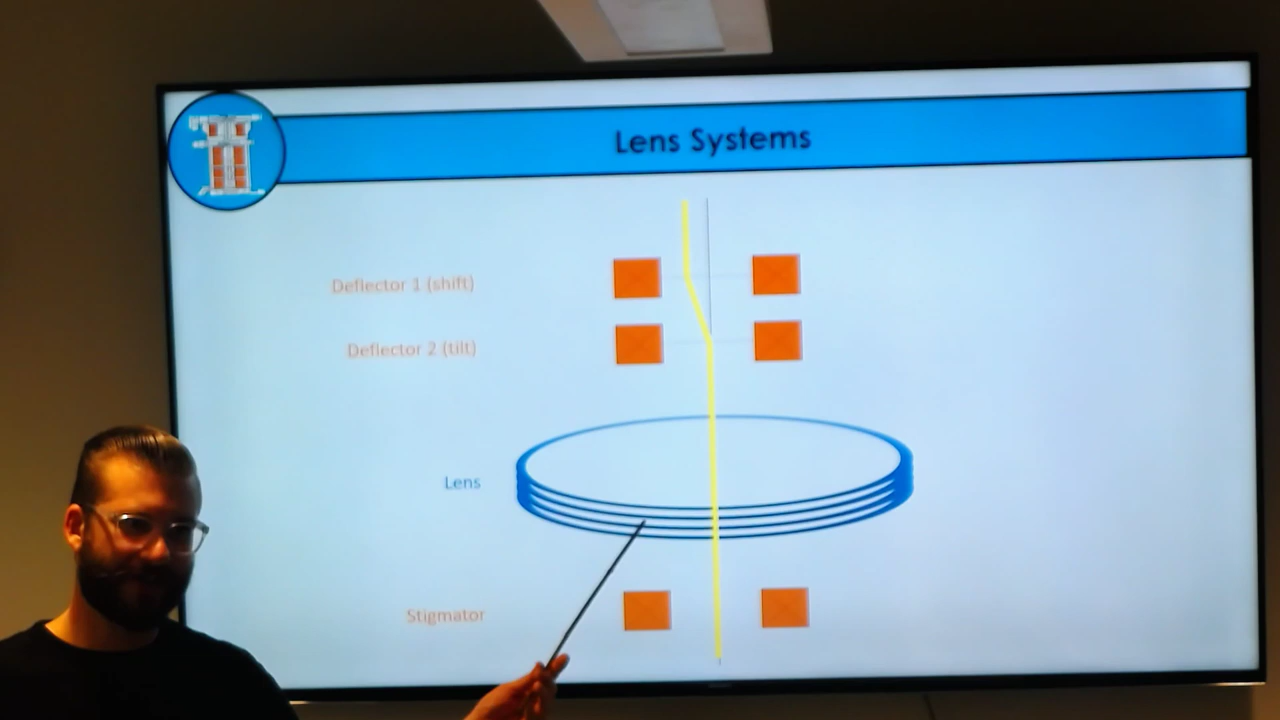 Lens Systems
Deflector 1 (shift)
Deflector 2 (tilt)
Lens
Stigmator